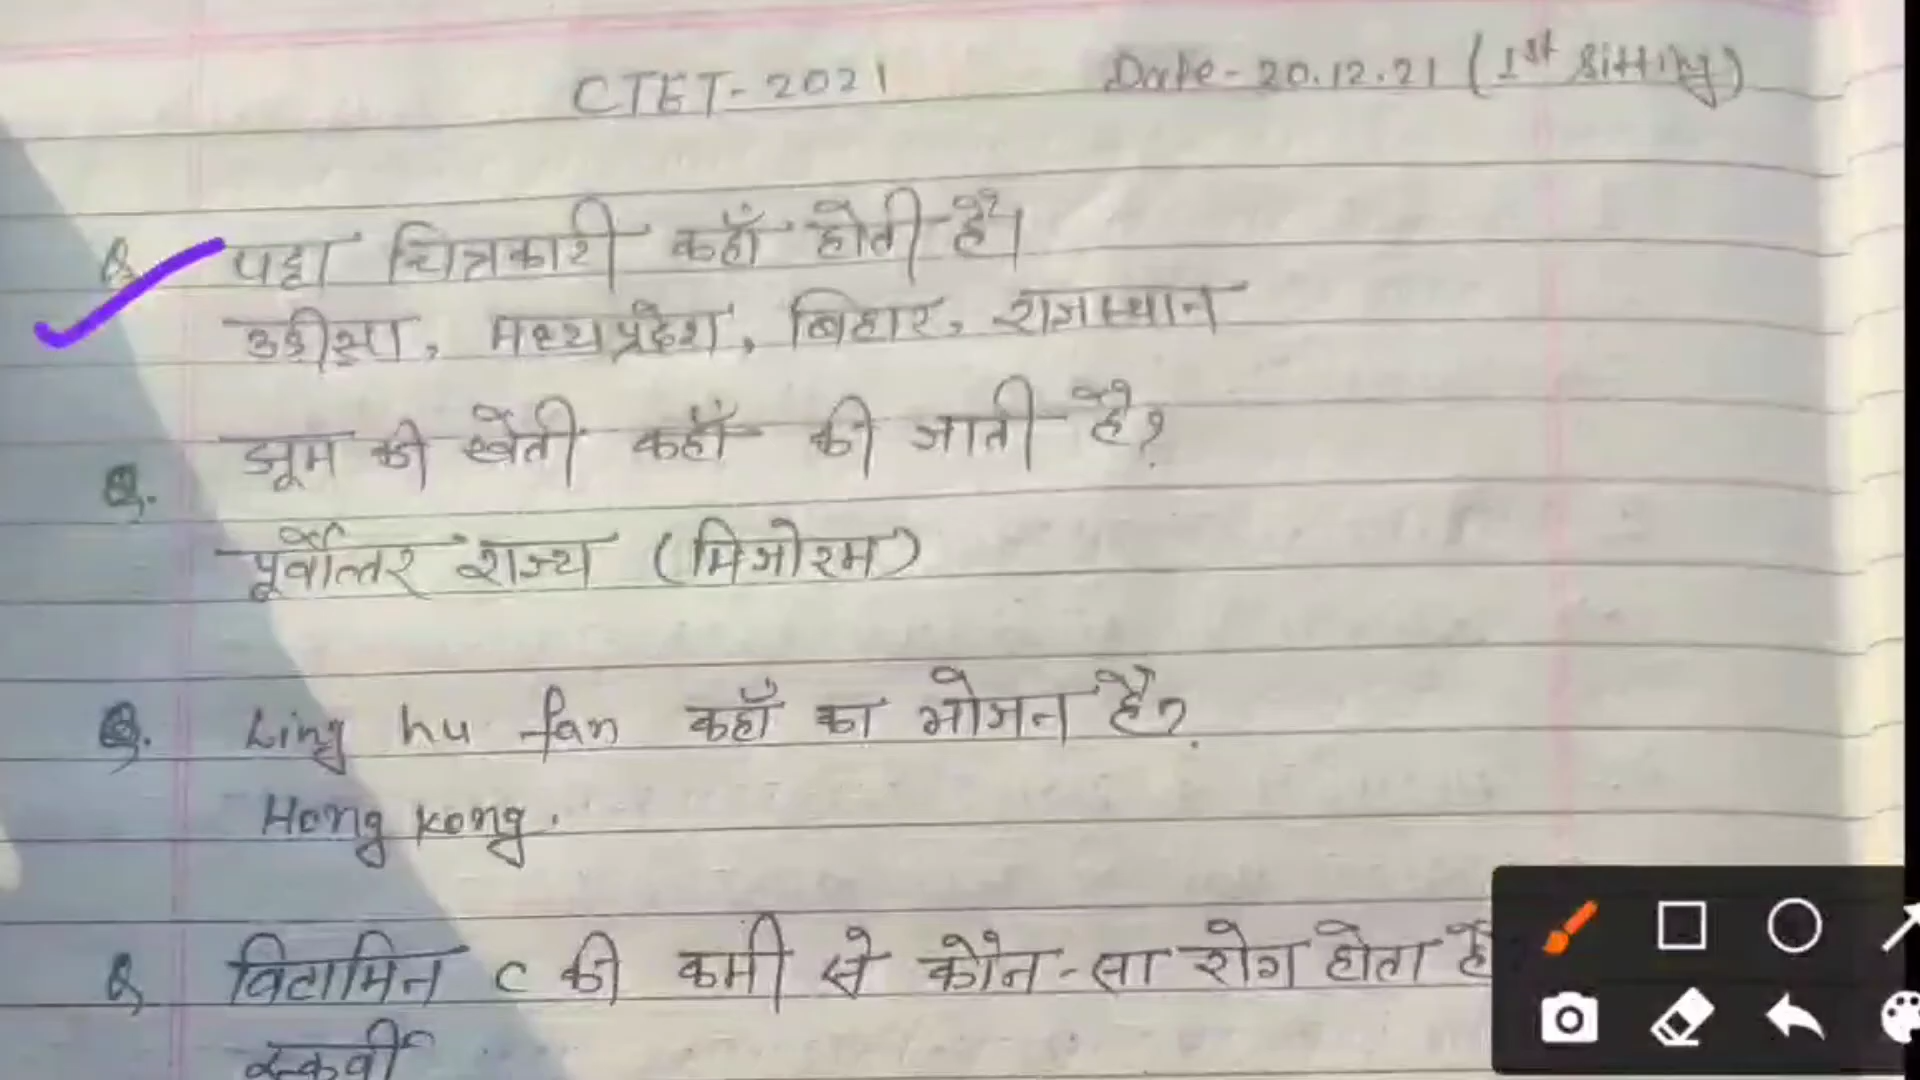 CTET-2021 Date-20.12.21 (1st Sitting)
Q. पट्टा चित्रकारी कहाँ होती है।
उड़ीसा, मध्यप्रदेश, बिहार, राजस्थान
Q. झूम की खेती कहाँ की जाती है?
पूर्वोत्तर राज्य (मिजोरम)
Q. Ling hu fan कहाँ का भोजन है?
Hong kong.
Q. विटामिन C की कमी से कौन-सा रोग होता है
स्कर्वी